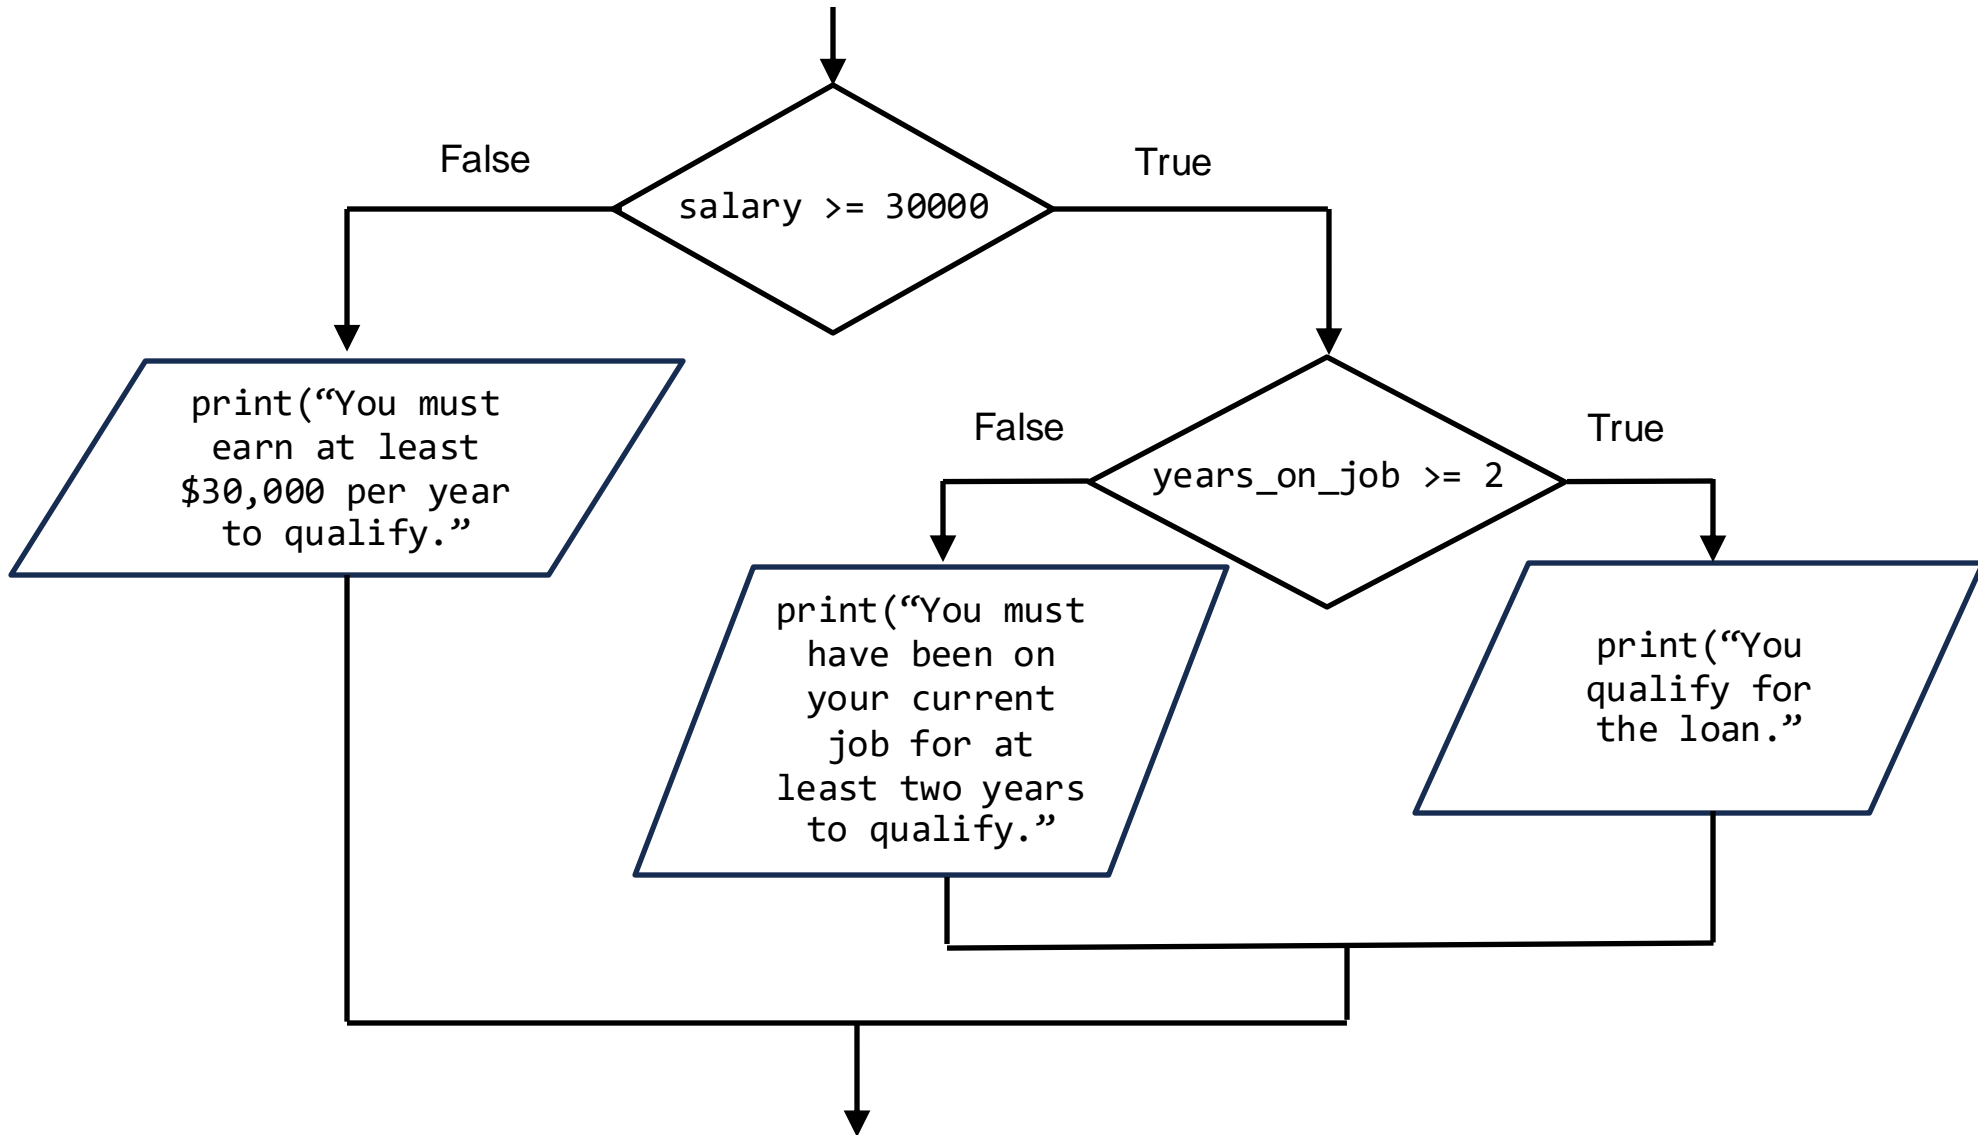 False
True
salary >= 30000
print(“You must
earn at least
$30,000 per year
to qualify.”
False
True
years_on_job >= 2
print(“You must
have been on
your current
job for at
least two years
to qualify.”
print(“You
qualify for
the loan.”